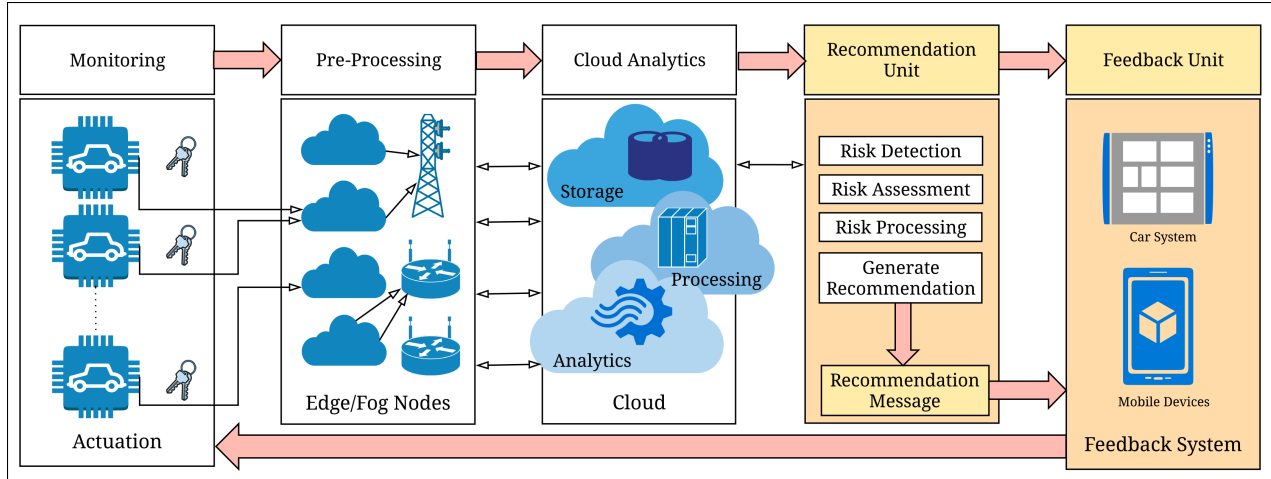 Monitoring
Pre-Processing
Cloud Analytics
Recommendation
Unit
Feedback Unit
Actuation
Edge/Fog Nodes
Storage
Processing
Analytics
Cloud
Risk Detection
Risk Assessment
Risk Processing
Generate
Recommendation
Recommendation
Message
Car System
Mobile Devices
Feedback System